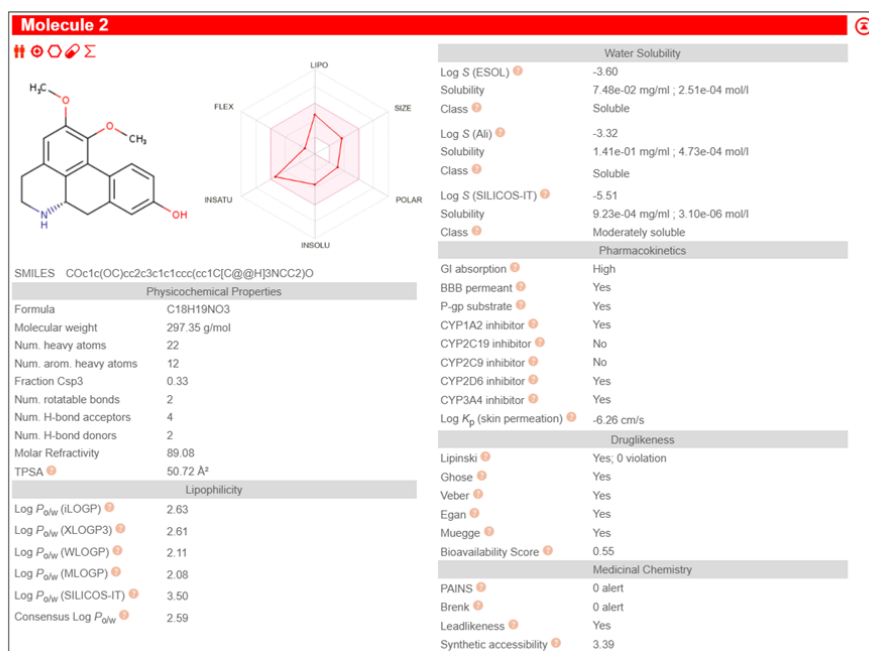 Molecule 2
H₃C
O
O
CH₃
N
H
OH
LIPO
FLEX
SIZE
INSATU
POLAR
INSOLU
SMILES COc1c(OC)cc2c3c1c1ccc(cc1C[C@@H]3NCC2)O
Physicochemical Properties
Formula C18H19NO3
Molecular weight 297.35 g/mol
Num. heavy atoms 22
Num. arom. heavy atoms 12
Fraction Csp3 0.33
Num. rotatable bonds 2
Num. H-bond acceptors 4
Num. H-bond donors 2
Molar Refractivity 89.08
TPSA ? 50.72 Å²
Lipophilicity
Log Po/w (iLOGP) ? 2.63
Log Po/w (XLOGP3) ? 2.61
Log Po/w (WLOGP) ? 2.11
Log Po/w (MLOGP) ? 2.08
Log Po/w (SILICOS-IT) ? 3.50
Consensus Log Po/w ? 2.59
Water Solubility
Log S (ESOL) ? -3.60
Solubility 7.48e-02 mg/ml ; 2.51e-04 mol/l
Class ? Soluble
Log S (Ali) ? -3.32
Solubility 1.41e-01 mg/ml ; 4.73e-04 mol/l
Class ? Soluble
Log S (SILICOS-IT) ? -5.51
Solubility 9.23e-04 mg/ml ; 3.10e-06 mol/l
Class ? Moderately soluble
Pharmacokinetics
GI absorption ? High
BBB permeant ? Yes
P-gp substrate ? Yes
CYP1A2 inhibitor ? Yes
CYP2C19 inhibitor ? No
CYP2C9 inhibitor ? No
CYP2D6 inhibitor ? Yes
CYP3A4 inhibitor ? Yes
Log Kp (skin permeation) ? -6.26 cm/s
Druglikeness
Lipinski ? Yes; 0 violation
Ghose ? Yes
Veber ? Yes
Egan ? Yes
Muegge ? Yes
Bioavailability Score ? 0.55
Medicinal Chemistry
PAINS ? 0 alert
Brenk ? 0 alert
Leadlikeness ? Yes
Synthetic accessibility ? 3.39